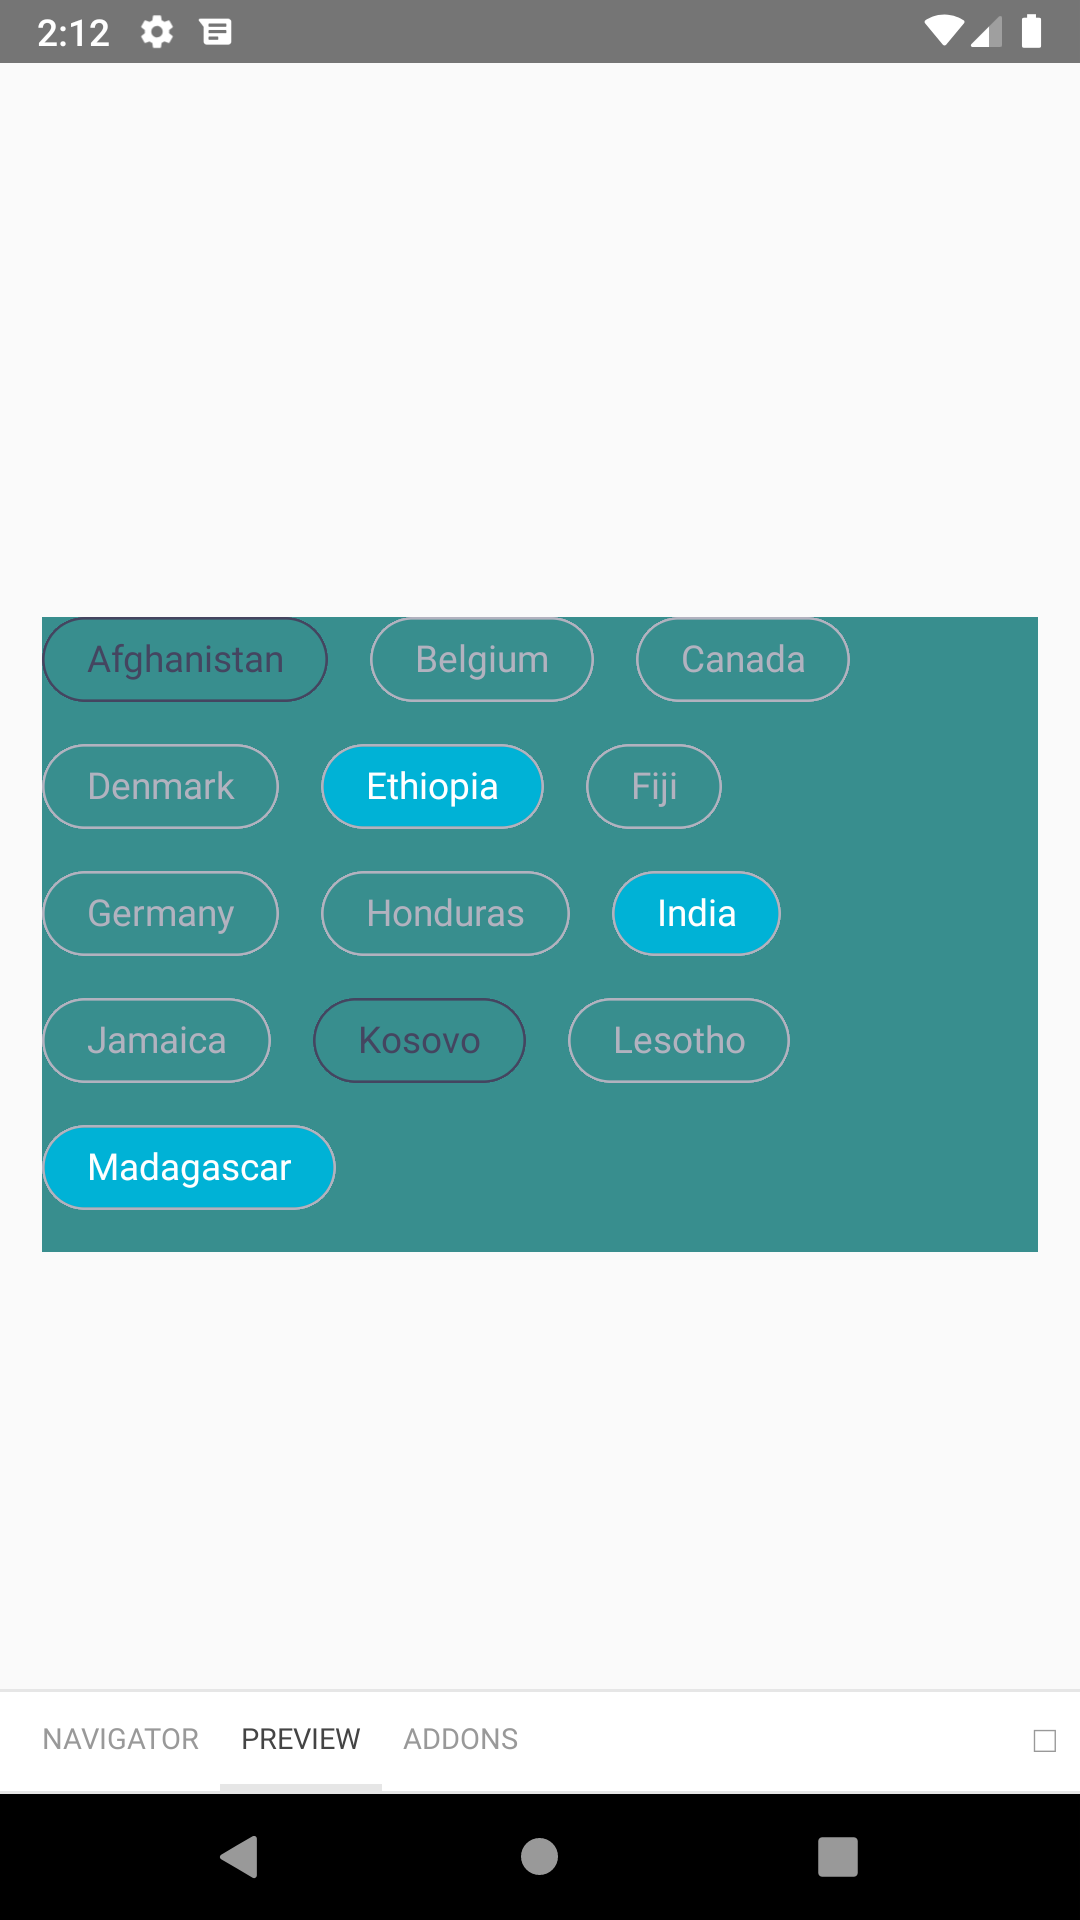 2:12
Afghanistan Belgium Canada
Denmark Ethiopia Fiji
Germany Honduras India
Jamaica Kosovo Lesotho
Madagascar
NAVIGATOR PREVIEW ADDONS